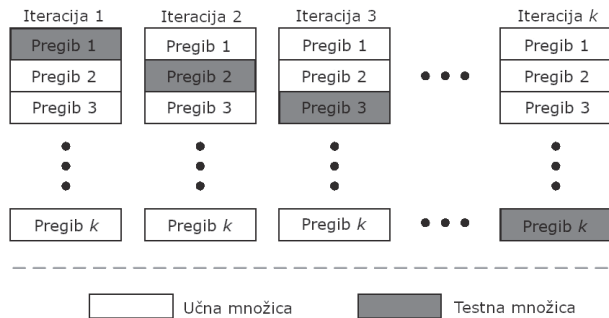 Iteracija 1 Iteracija 2 Iteracija 3 Iteracija k
Pregib 1 Pregib 1 Pregib 1 Pregib 1
Pregib 2 Pregib 2 Pregib 2 Pregib 2
Pregib 3 Pregib 3 Pregib 3 Pregib 3
Pregib k Pregib k Pregib k Pregib k
Učna množica Testna množica